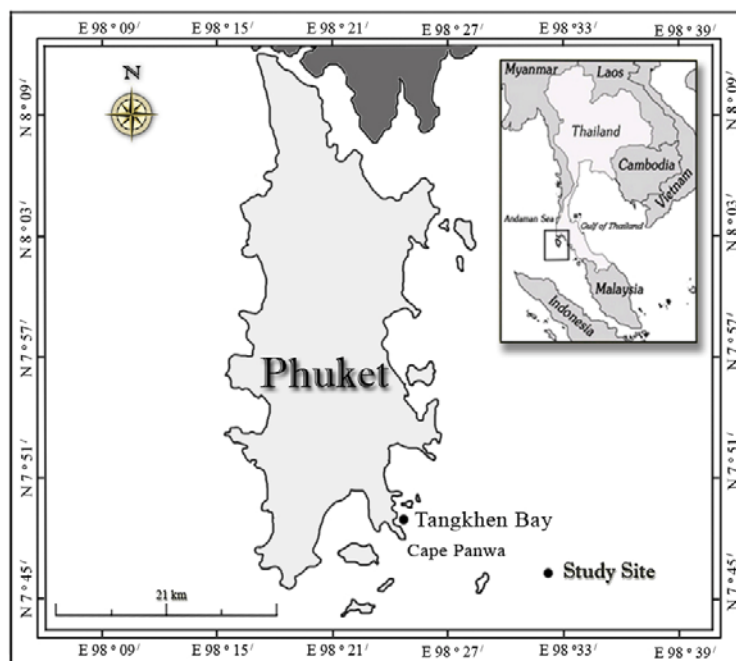 E 98 ° 09′ E 98 ° 15′ E 98 ° 21′ E 98 ° 27′ E 98 ° 33′ E 98 ° 39′
N
N 8 ° 09′
N 8 ° 09′
Myanmar
Laos
Thailand
Cambodia
Vietnam
Andaman Sea
Gulf of Thailand
Malaysia
Indonesia
N 8 ° 03′
N 8 ° 03′
N 7 ° 57′
N 7 ° 57′
Phuket
N 7 ° 51′
N 7 ° 51′
Tangkhen Bay
Cape Panwa
Study Site
N 7 ° 45′
N 7 ° 45′
21 km
E 98 ° 09′ E 98 ° 15′ E 98 ° 21′ E 98 ° 27′ E 98 ° 33′ E 98 ° 39′